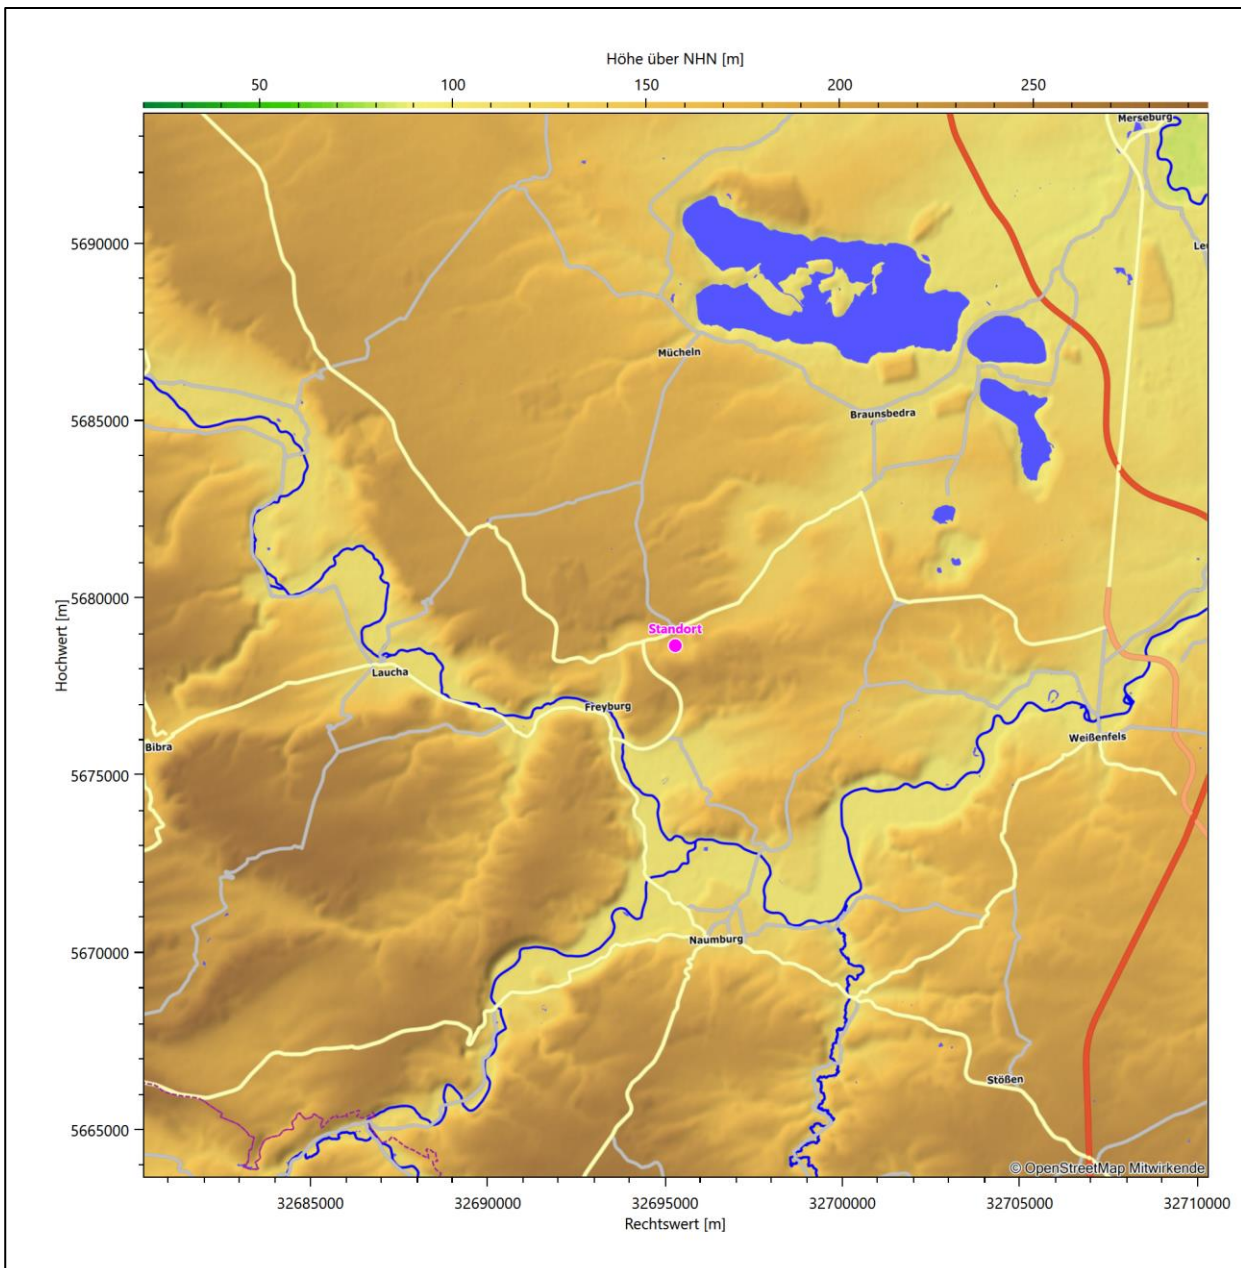 Höhe über NHN [m]
50 100 150 200 250
Merseburg
5690000
Mücheln
Braunsbedra
5685000
5680000
Standort
Hochwert [m]
Laucha
Freyburg
Bibra
Weißenfels
5675000
Naumburg
5670000
Stößen
5665000
© OpenStreetMap Mitwirkende
32685000 32690000 32695000 32700000 32705000 32710000
Rechtswert [m]